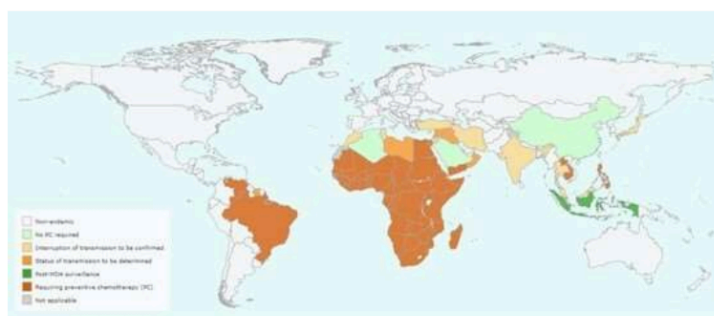 Non-endemic
No PC required
Interruption of transmission to be confirmed
Status of transmission to be determined
Post-MDA surveillance
Requiring preventive chemotherapy (PC)
Not applicable